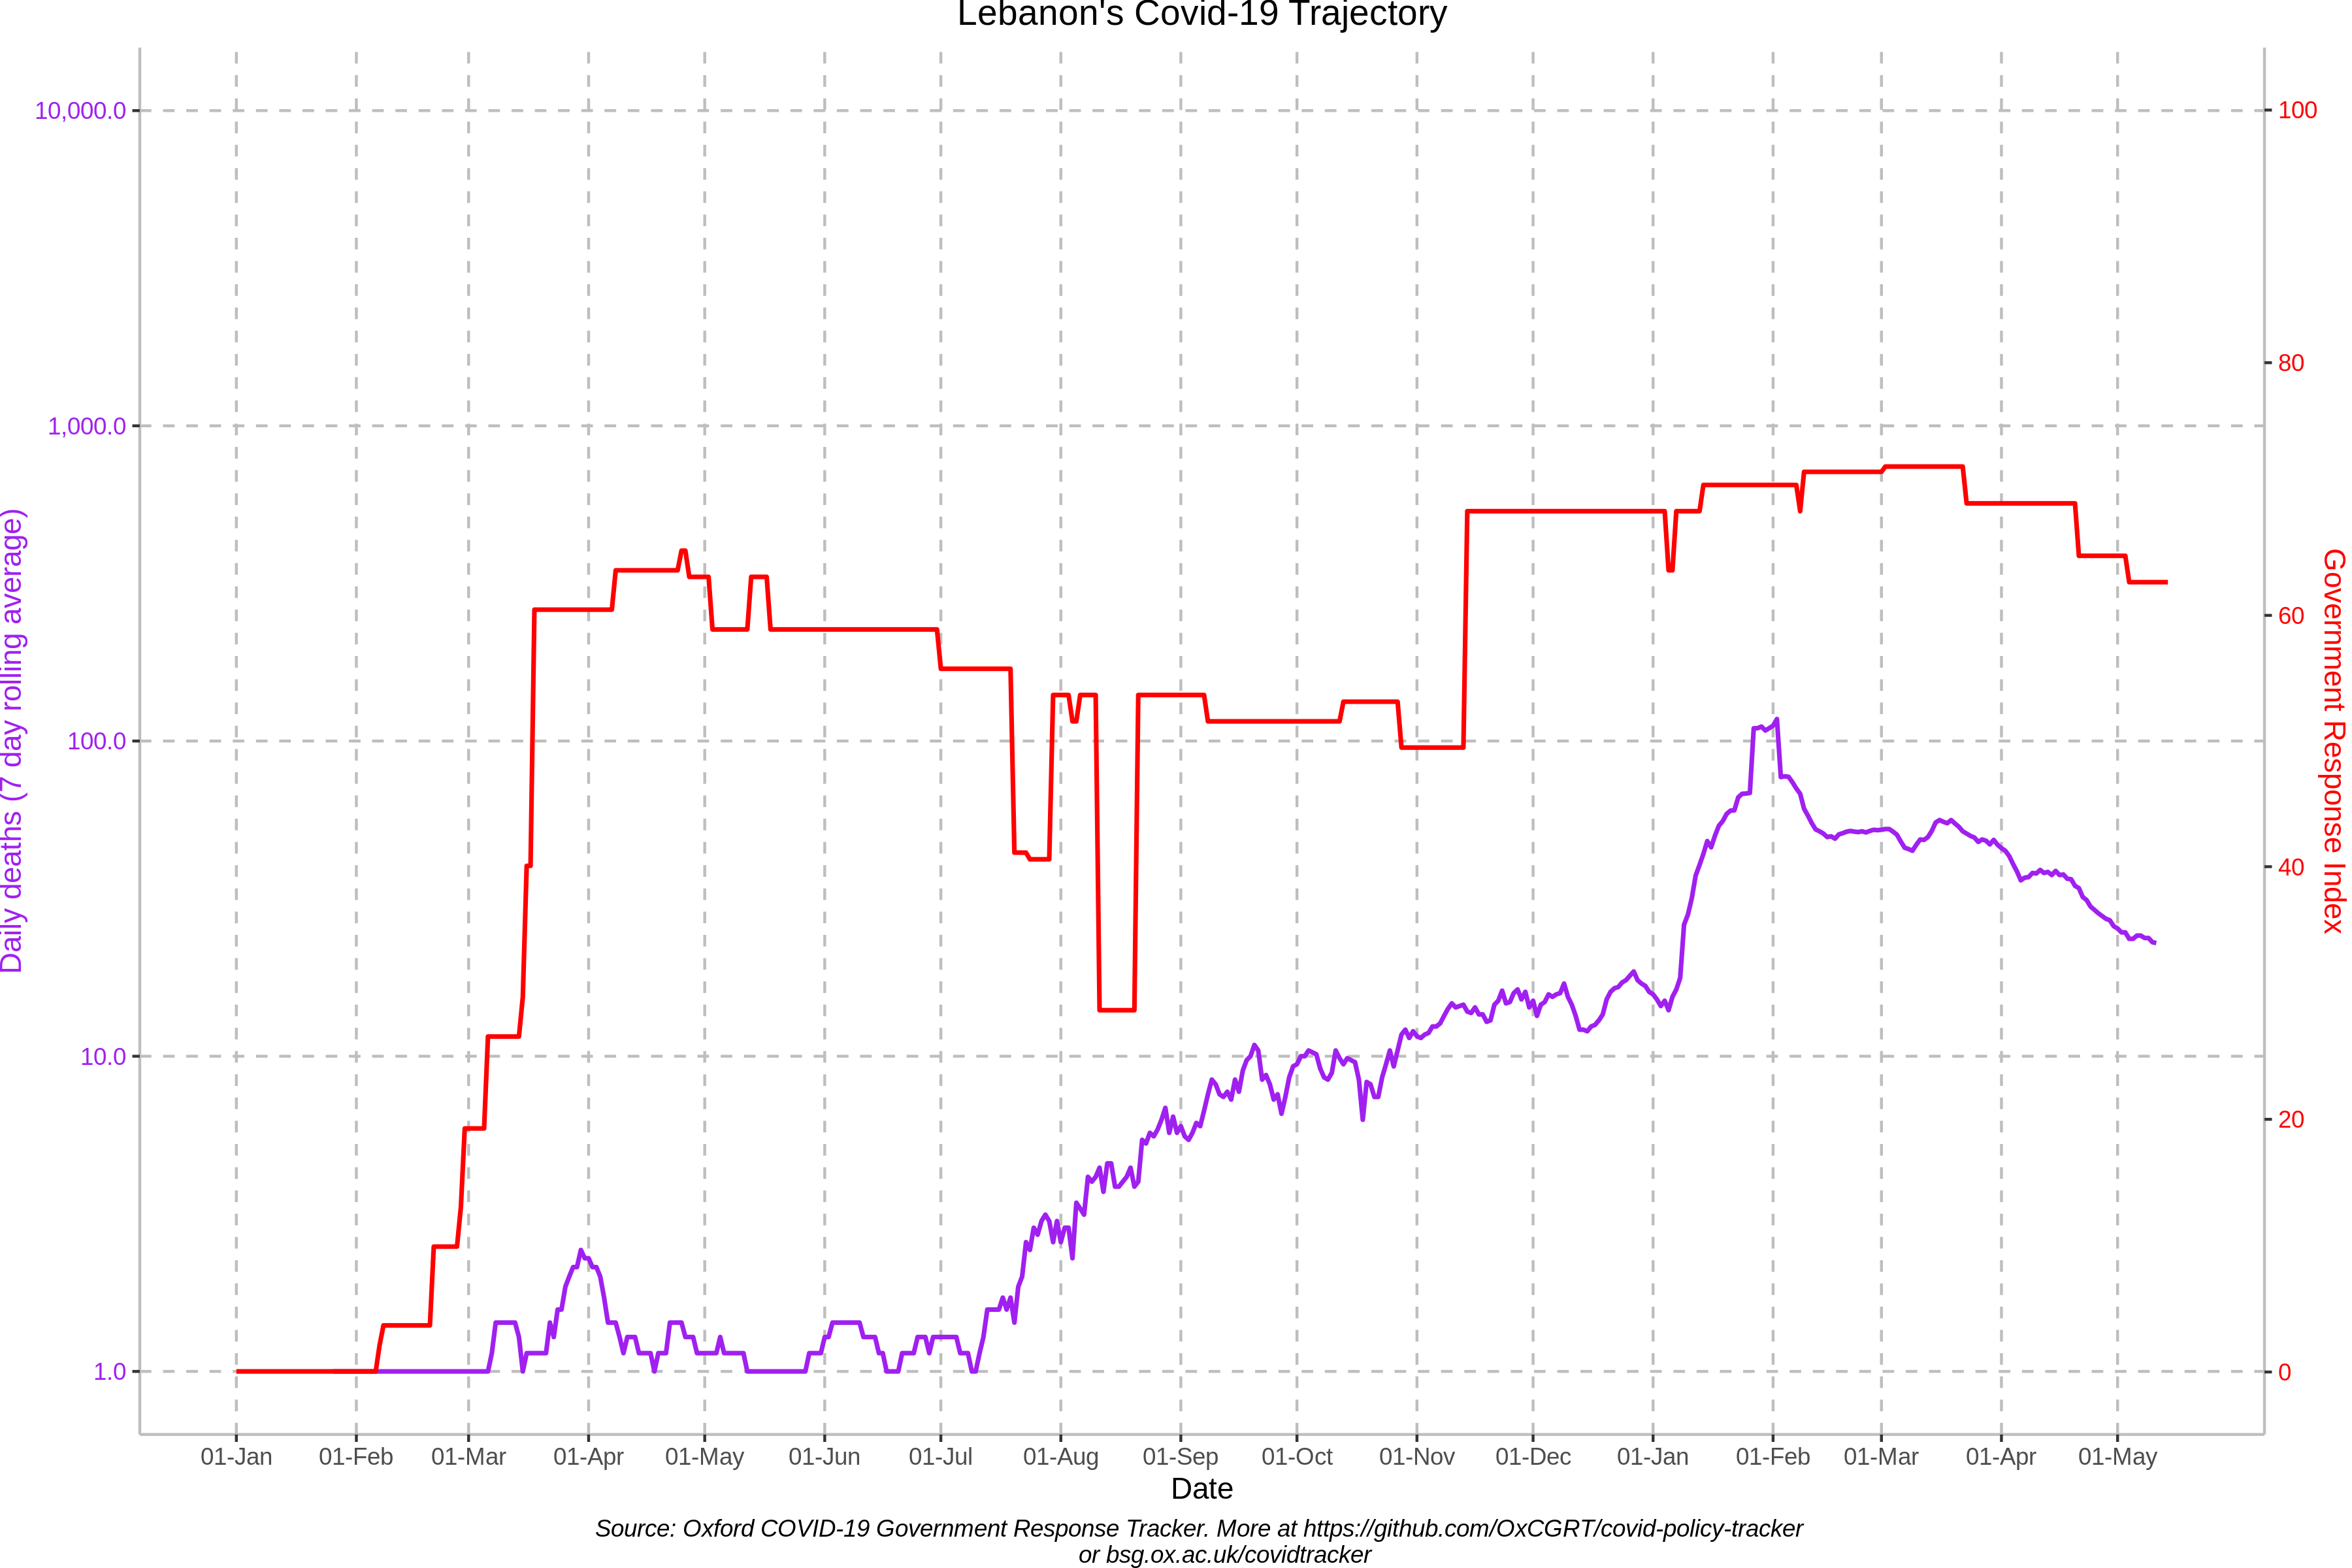 Lebanon's Covid-19 Trajectory
10,000.0
1,000.0
100.0
10.0
1.0
Daily deaths (7 day rolling average)
100
80
60
40
20
0
Government Response Index
01-Jan 01-Feb 01-Mar 01-Apr 01-May 01-Jun 01-Jul 01-Aug 01-Sep 01-Oct 01-Nov 01-Dec 01-Jan 01-Feb 01-Mar 01-Apr 01-May
Date
Source: Oxford COVID-19 Government Response Tracker. More at https://github.com/OxCGRT/covid-policy-tracker
or bsg.ox.ac.uk/covidtracker